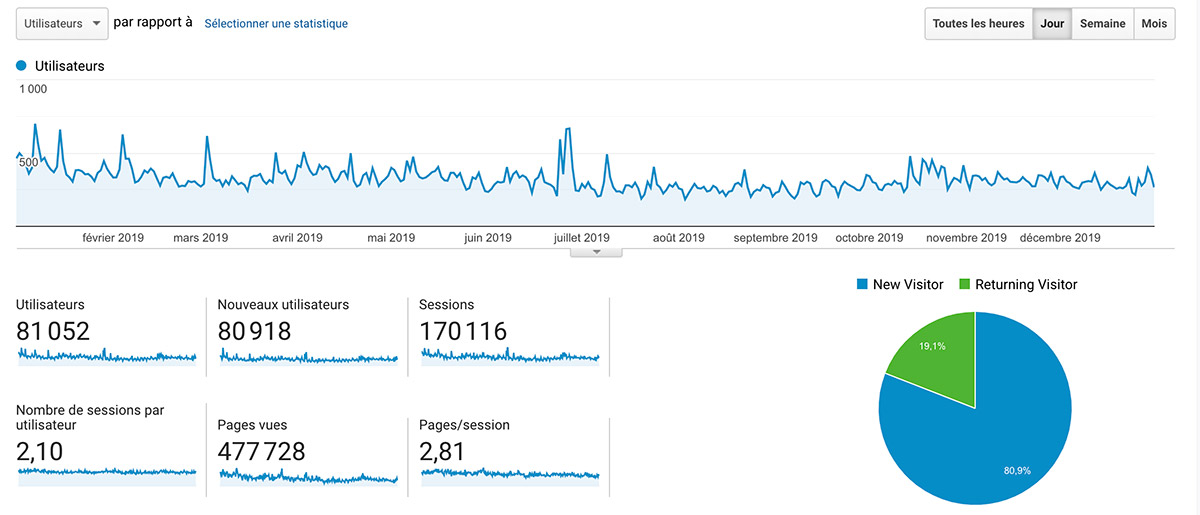 Utilisateurs par rapport à Sélectionner une statistique Toutes les heures Jour Semaine Mois
Utilisateurs
1 000
500
février 2019 mars 2019 avril 2019 mai 2019 juin 2019 juillet 2019 août 2019 septembre 2019 octobre 2019 novembre 2019 décembre 2019
New Visitor Returning Visitor
Utilisateurs Nouveaux utilisateurs Sessions
81 052 80 918 170 116
19,1%
Nombre de sessions par
utilisateur Pages vues Pages/session
2,10 477 728 2,81
80,9%